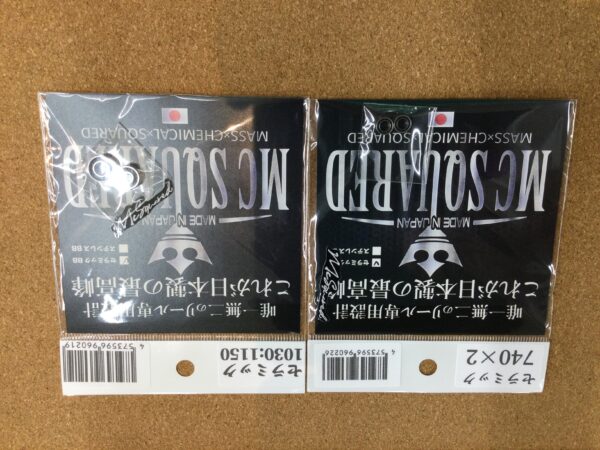 セラミック
1030:1150
4573596960219
唯一無二のリール専用設計
これが日本製の最高峰
セラミックBB
ステンレスBB
MADE IN JAPAN
MC SQUARED
MASS×CHEMICAL×SQUARED
セラミック
740×2
4573596960226
唯一無二のリール専用設計
これが日本製の最高峰
セラミック
ステンレスBB
MADE IN JAPAN
MC SQUARED
MASS×CHEMICAL×SQUARED